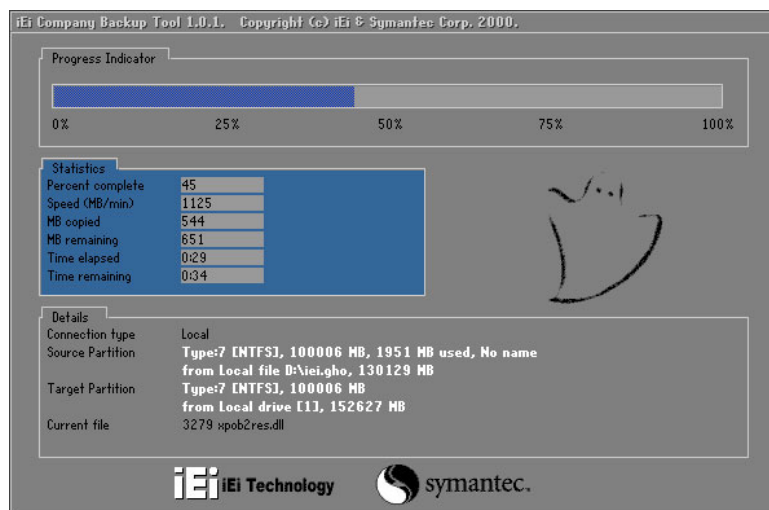 iEi Company Backup Tool 1.0.1. Copyright (c) iEi & Symantec Corp. 2000.
Progress Indicator
0% 25% 50% 75% 100%
Statistics
Percent complete 45
Speed (MB/min) 1125
MB copied 544
MB remaining 651
Time elapsed 0:29
Time remaining 0:34
Details
Connection type Local
Source Partition Type:7 [NTFS], 100006 MB, 1951 MB used, No name
from Local file D:\iei.gho, 130129 MB
Target Partition Type:7 [NTFS], 100006 MB
from Local drive [1], 152627 MB
Current file 3279 xpob2res.dll
iEi iEi Technology symantec.